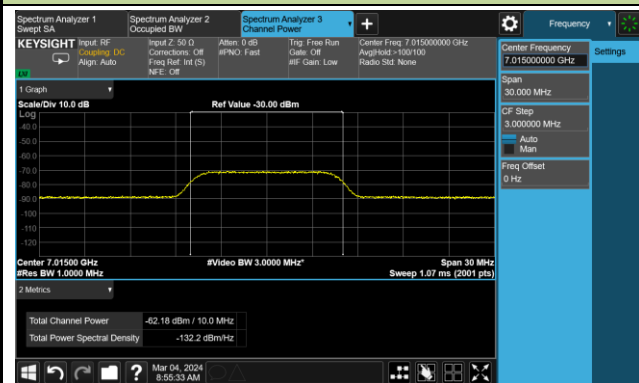 Spectrum Analyzer 1
Swept SA
Spectrum Analyzer 2
Occupied BW
Spectrum Analyzer 3
Channel Power
Frequency
KEYSIGHT
Input: RF
Coupling: DC
Align: Auto
Input Z: 50 Ω
Corrections: Off
Freq Ref: Int (S)
NFE: Off
Atten: 0 dB
#PNO: Fast
Trig: Free Run
Gate: Off
#IF Gain: Low
Center Freq: 7.015000000 GHz
Avg|Hold:>100/100
Radio Std: None
1 Graph
Scale/Div 10.0 dB
Ref Value -30.00 dBm
Log
-40.0
-50.0
-60.0
-70.0
-80.0
-90.0
-100
-110
-120
Center 7.01500 GHz
#Video BW 3.0000 MHz*
Span 30 MHz
#Res BW 1.0000 MHz
Sweep 1.07 ms (2001 pts)
2 Metrics
Total Channel Power
-62.18 dBm / 10.0 MHz
Total Power Spectral Density
-132.2 dBm/Hz
Mar 04, 2024
8:55:33 AM
Center Frequency
7.015000000 GHz
Settings
Span
30.000 MHz
CF Step
3.000000 MHz
Auto
Man
Freq Offset
0 Hz